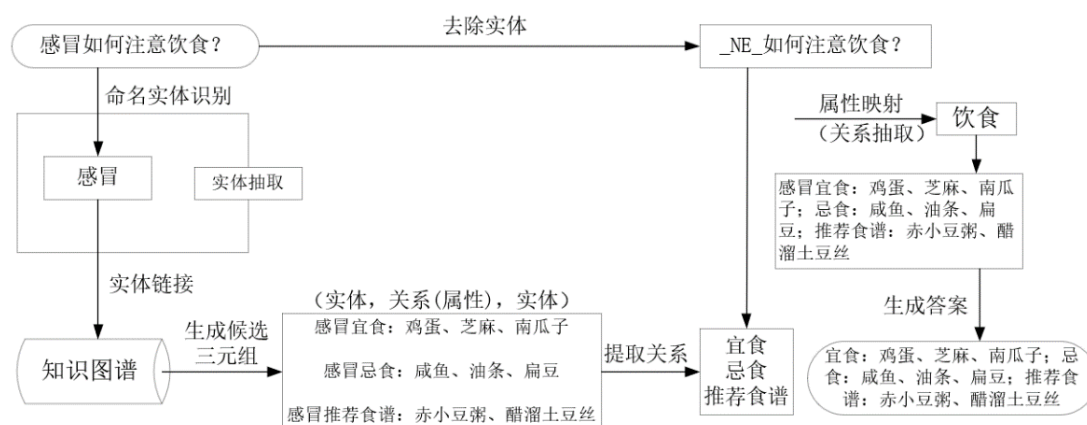 感冒如何注意饮食？
去除实体
_NE_如何注意饮食？
命名实体识别
感冒
实体抽取
属性映射
（关系抽取）
饮食
感冒宜食：鸡蛋、芝麻、南瓜
子；忌食：咸鱼、油条、扁
豆；推荐食谱：赤小豆粥、醋
溜土豆丝
实体链接
（实体，关系(属性)，实体）
生成答案
知识图谱
生成候选
三元组
感冒宜食：鸡蛋、芝麻、南瓜子
感冒忌食：咸鱼、油条、扁豆
感冒推荐食谱：赤小豆粥、醋溜土豆丝
提取关系
宜食
忌食
推荐食谱
宜食：鸡蛋、芝麻、南瓜子；忌
食：咸鱼、油条、扁豆；推荐食
谱：赤小豆粥、醋溜土豆丝